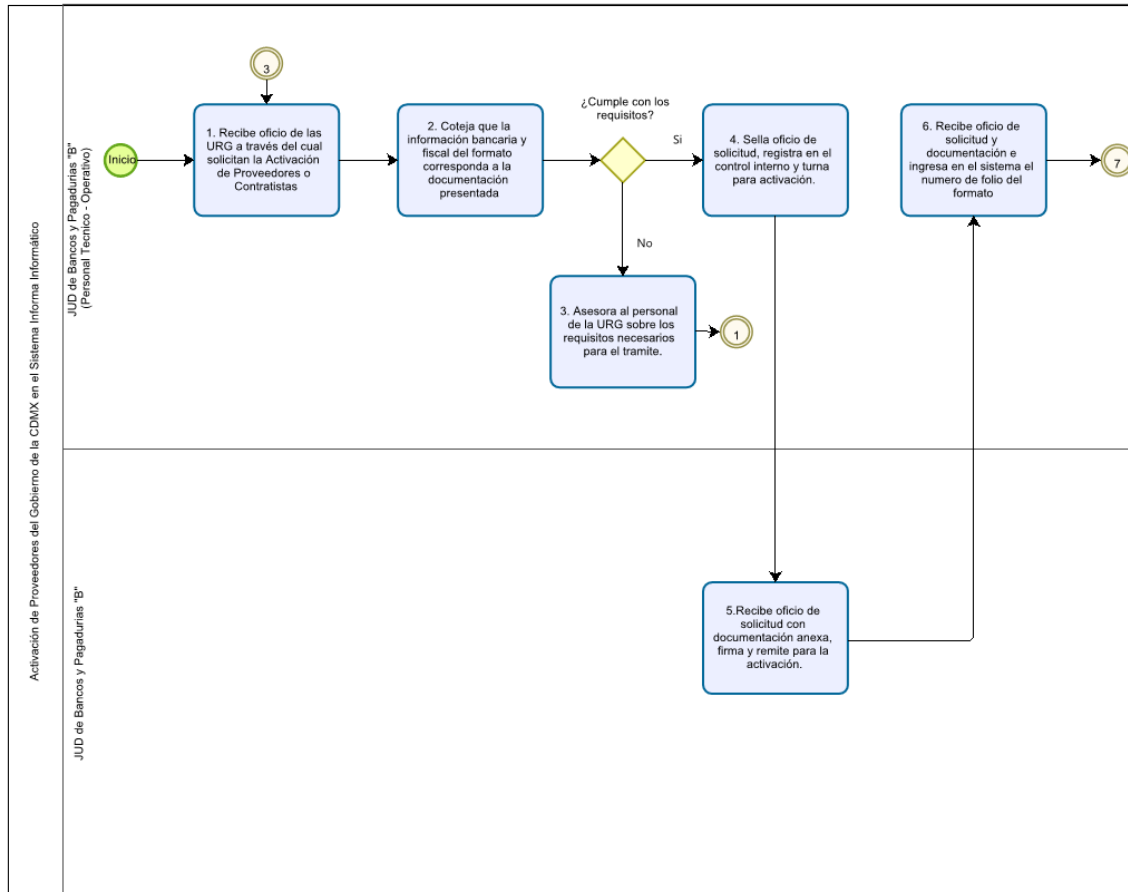 Activación de Proveedores del Gobierno de la CDMX en el Sistema Informa Informático
JUD de Bancos y Pagadurias "B"
(Personal Tecnico - Operativo)
Inicio
3
1. Recibe oficio de las
URG a través del cual
solicitan la Activación
de Proveedores o
Contratistas
2. Coteja que la
información bancaria y
fiscal del formato
corresponda a la
documentación
presentada
¿Cumple con los
requisitos?
Si
No
3. Asesora al personal
de la URG sobre los
requisitos necesarios
para el tramite.
1
4. Sella oficio de
solicitud, registra en el
control interno y turna
para activación.
JUD de Bancos y Pagadurias "B"
5.Recibe oficio de
solicitud con
documentación anexa,
firma y remite para la
activación.
6. Recibe oficio de
solicitud y
documentación e
ingresa en el sistema el
numero de folio del
formato
7